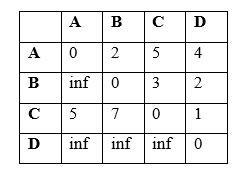 A B C D
A 0 2 5 4
B inf 0 3 2
C 5 7 0 1
D inf inf inf 0